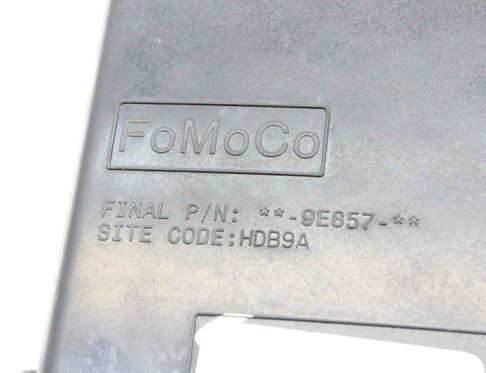 FoMoCo
FINAL P/N: **-9E857-**
SITE CODE:HDB9A